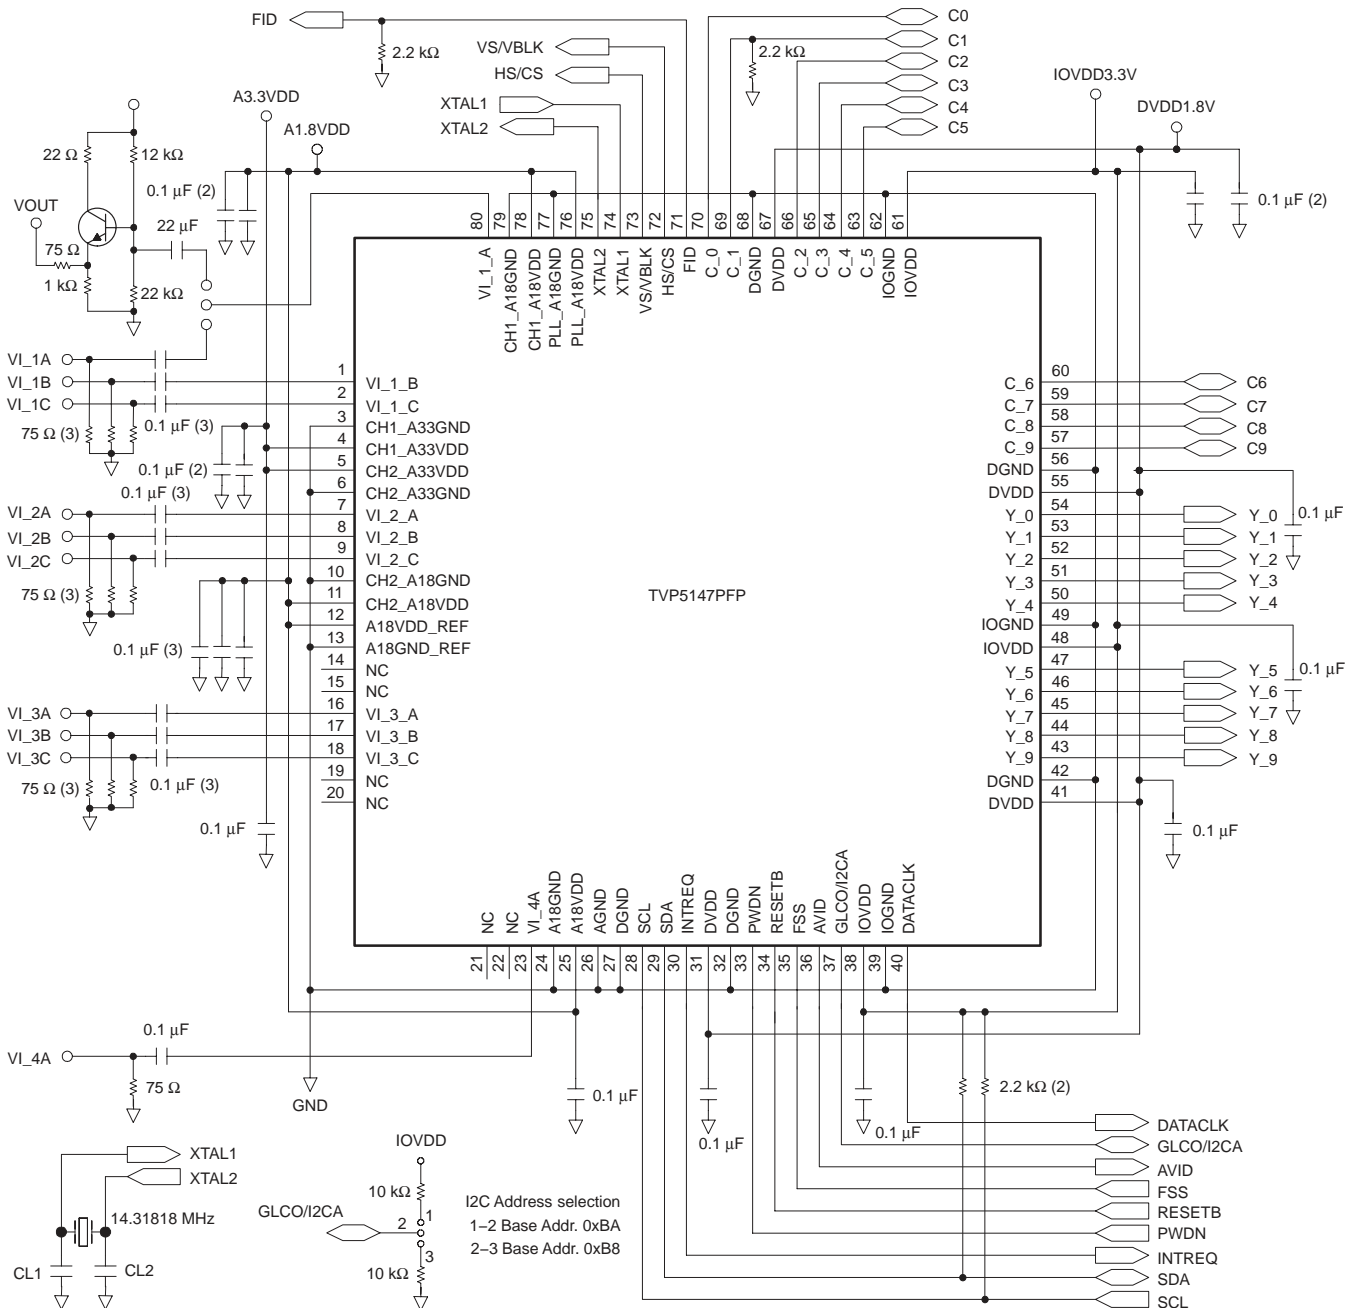 FID
2.2 kΩ
VS/VBLK
HS/CS
XTAL1
XTAL2
2.2 kΩ
C0
C1
C2
C3
C4
C5
IOVDD3.3V
DVDD1.8V
0.1 µF (2)
A3.3VDD
A1.8VDD
22 Ω
12 kΩ
0.1 µF (2)
VOUT
22 µF
75 Ω
1 kΩ
22 kΩ
80
79
78
77
76
75
74
73
72
71
70
69
68
67
66
65
64
63
62
61
VI_1_A
CH1_A18GND
CH1_A18VDD
PLL_A18GND
PLL_A18VDD
XTAL2
XTAL1
VS/VBLK
HS/CS
FID
C_0
C_1
DGND
DVDD
C_2
C_3
C_4
C_5
IOGND
IOVDD
VI_1A
VI_1B
VI_1C
75 Ω (3)
0.1 µF (3)
0.1 µF (2)
0.1 µF (3)
VI_2A
VI_2B
VI_2C
75 Ω (3)
0.1 µF (3)
VI_3A
VI_3B
VI_3C
75 Ω (3)
0.1 µF (3)
0.1 µF
1 VI_1_B
2 VI_1_C
3 CH1_A33GND
4 CH1_A33VDD
5 CH2_A33VDD
6 CH2_A33GND
7 VI_2_A
8 VI_2_B
9 VI_2_C
10 CH2_A18GND
11 CH2_A18VDD
12 A18VDD_REF
13 A18GND_REF
14 NC
15 NC
16 VI_3_A
17 VI_3_B
18 VI_3_C
19 NC
20 NC
TVP5147PFP
C_6 60 C6
C_7 59 C7
C_8 58 C8
C_9 57 C9
DGND 56
DVDD 55
Y_0 54 Y_0
Y_1 53 Y_1
Y_2 52 Y_2
Y_3 51 Y_3
Y_4 50 Y_4
IOGND 49
IOVDD 48
Y_5 47 Y_5
Y_6 46 Y_6
Y_7 45 Y_7
Y_8 44 Y_8
Y_9 43 Y_9
DGND 42
DVDD 41
0.1 µF
0.1 µF
0.1 µF
NC
NC
VI_4A
A18GND
A18VDD
AGND
DGND
SCL
SDA
INTREQ
DVDD
DGND
PWDN
RESETB
FSS
AVID
GLCO/I2CA
IOVDD
IOGND
DATACLK
21
22
23
24
25
26
27
28
29
30
31
32
33
34
35
36
37
38
39
40
VI_4A
0.1 µF
75 Ω
GND
0.1 µF
0.1 µF
0.1 µF
2.2 kΩ (2)
DATACLK
GLCO/I2CA
AVID
FSS
RESETB
PWDN
INTREQ
SDA
SCL
XTAL1
XTAL2
14.31818 MHz
CL1
CL2
IOVDD
10 kΩ
GLCO/I2CA
1
2
3
10 kΩ
I2C Address selection
1–2 Base Addr. 0xBA
2–3 Base Addr. 0xB8